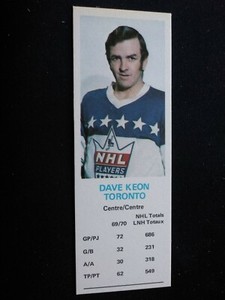 NHL
PLAYERS
DAVE KEON
TORONTO
Centre/Centre
NHL Totals
69/70 LNH Totaux
GP/PJ 72 686
G/B 32 231
A/A 30 318
TP/PT 62 549